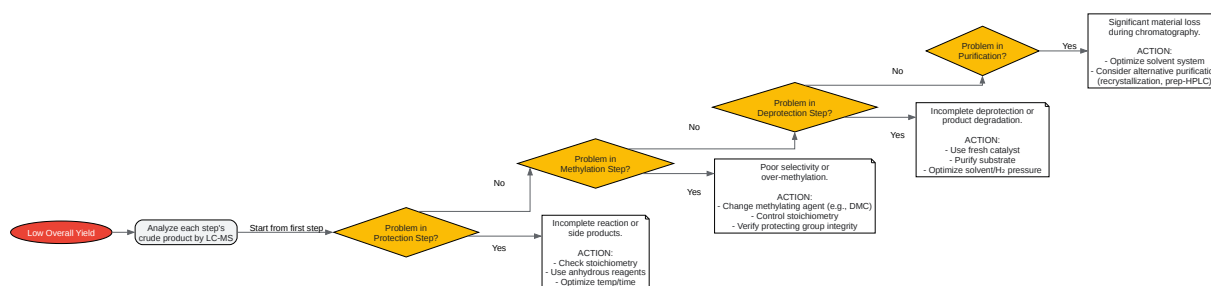 Low Overall Yield
Analyze each step's
crude product by LC-MS
Start from first step
Problem in
Protection Step?
Yes
Incomplete reaction or
side products.
ACTION:
- Check stoichiometry
- Use anhydrous reagents
- Optimize temp/time
No
Problem in
Methylation Step?
Yes
Poor selectivity or
over-methylation.
ACTION:
- Change methylating agent (e.g., DMC)
- Control stoichiometry
- Verify protecting group integrity
No
Problem in
Deprotection Step?
Yes
Incomplete deprotection or
product degradation.
ACTION:
- Use fresh catalyst
- Purify substrate
- Optimize solvent/H₂ pressure
No
Problem in
Purification?
Yes
Significant material loss
during chromatography.
ACTION:
- Optimize solvent system
- Consider alternative purificatio
(recrystallization, prep-HPLC)